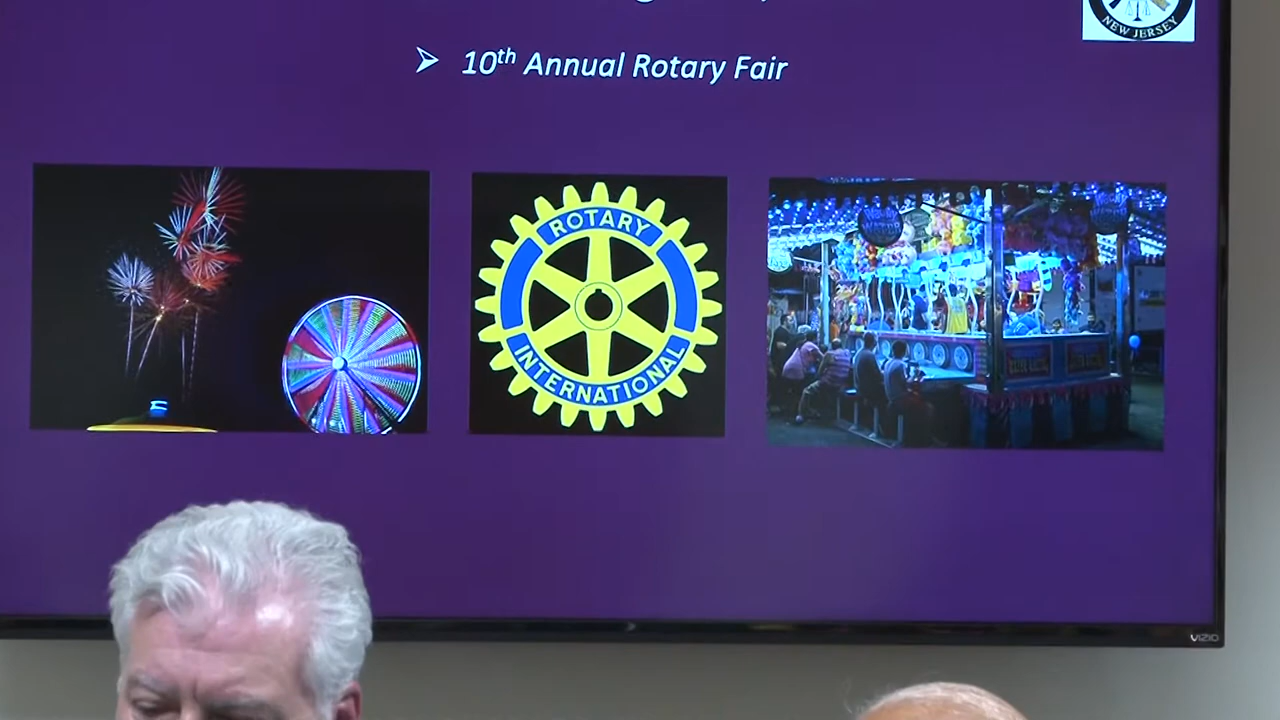 NEW JERSEY
➢ 10th Annual Rotary Fair
ROTARY
INTERNATIONAL
VIZIO